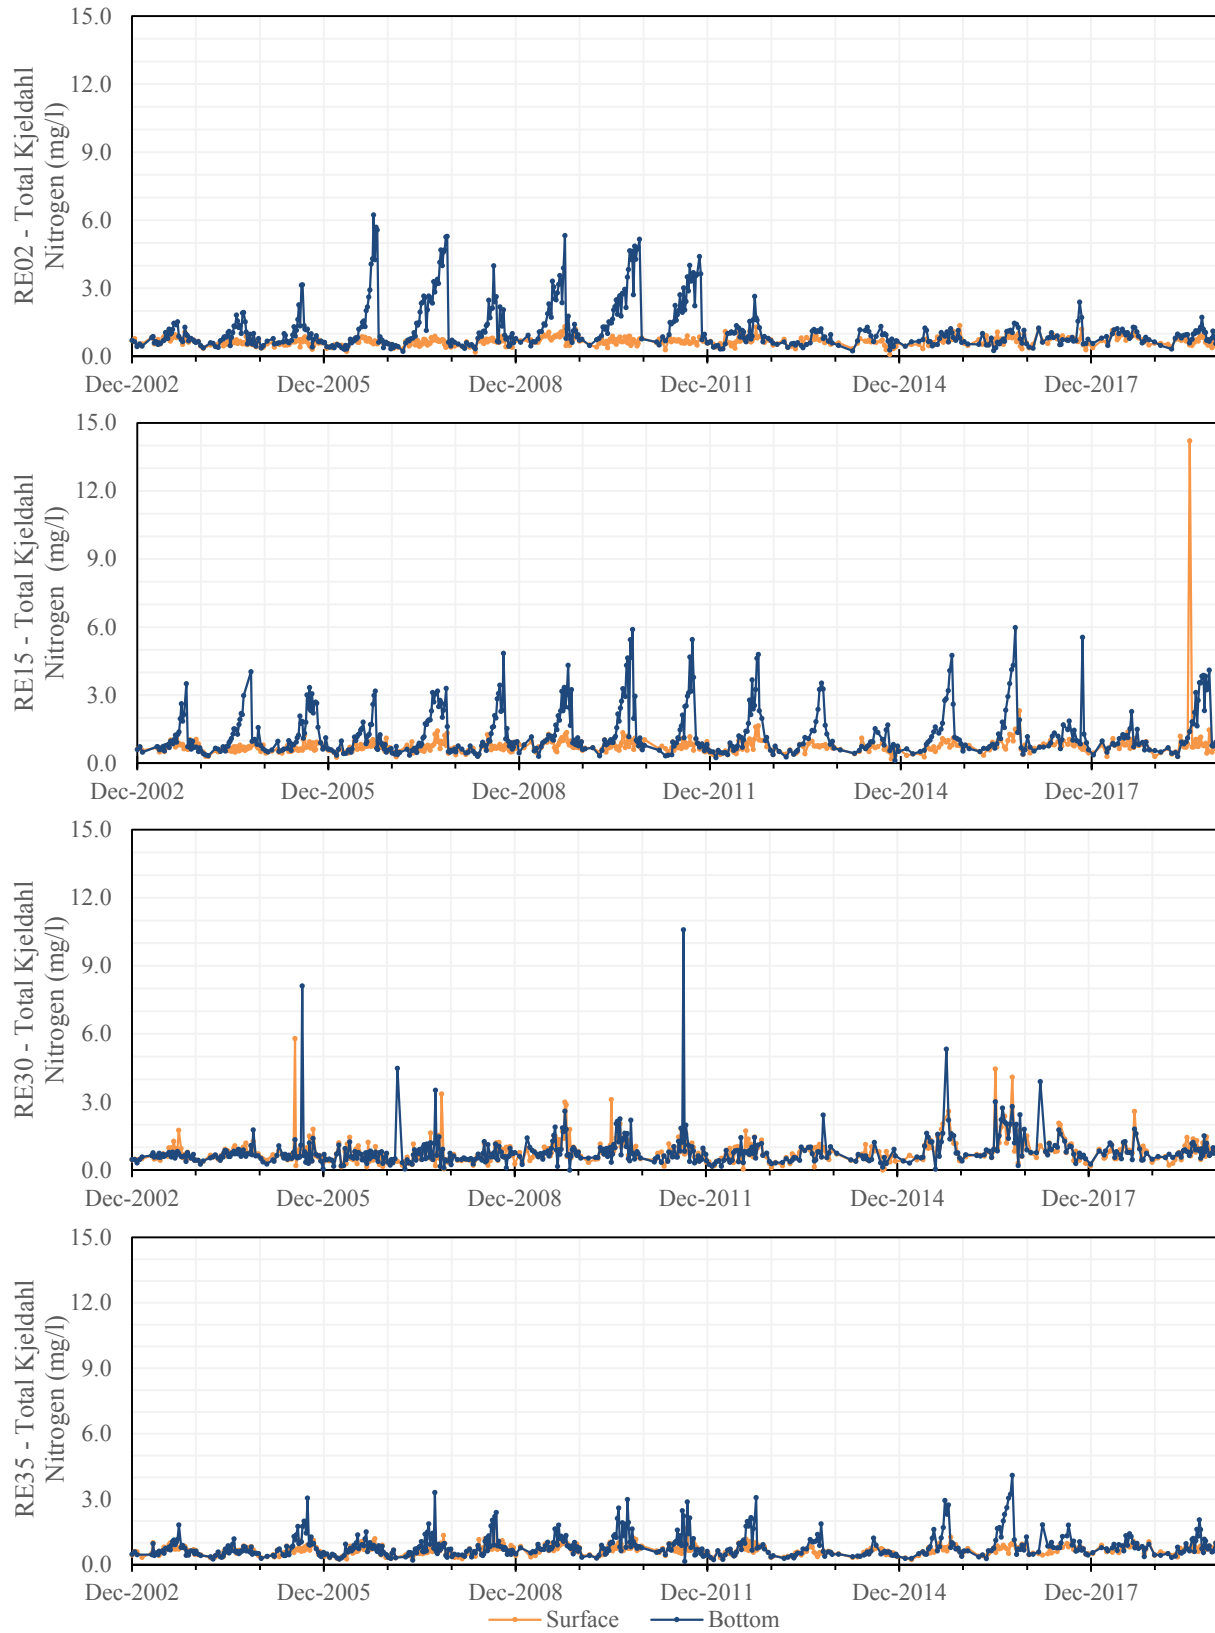 15.0
12.0
9.0
6.0
3.0
0.0
RE02 - Total Kjeldahl
Nitrogen (mg/l)
Dec-2002 Dec-2005 Dec-2008 Dec-2011 Dec-2014 Dec-2017
15.0
12.0
9.0
6.0
3.0
0.0
RE15 - Total Kjeldahl
Nitrogen (mg/l)
Dec-2002 Dec-2005 Dec-2008 Dec-2011 Dec-2014 Dec-2017
15.0
12.0
9.0
6.0
3.0
0.0
RE30 - Total Kjeldahl
Nitrogen (mg/l)
Dec-2002 Dec-2005 Dec-2008 Dec-2011 Dec-2014 Dec-2017
15.0
12.0
9.0
6.0
3.0
0.0
RE35 - Total Kjeldahl
Nitrogen (mg/l)
Dec-2002 Dec-2005 Dec-2008 Dec-2011 Dec-2014 Dec-2017
Surface Bottom